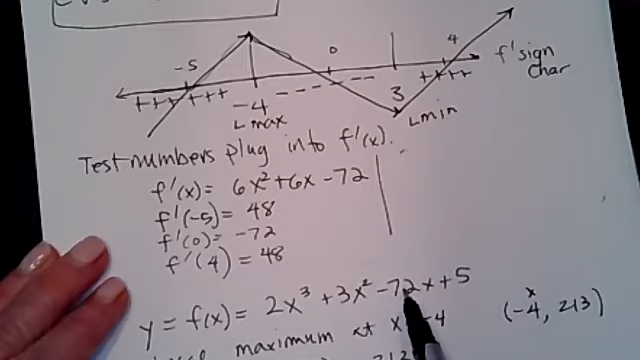 -5 0 4 f' sign
+++ +++ -4 - - - - - - - 3 ++++ Char
Lmax Lmin
Test numbers plug into f'(x).
f'(x) = 6x² + 6x - 72
f'(-5) = 48
f'(0) = -72
f'(4) = 48
y = f(x) = 2x³ + 3x² - 72x + 5
maximum at x -4 (-4, 213)
x